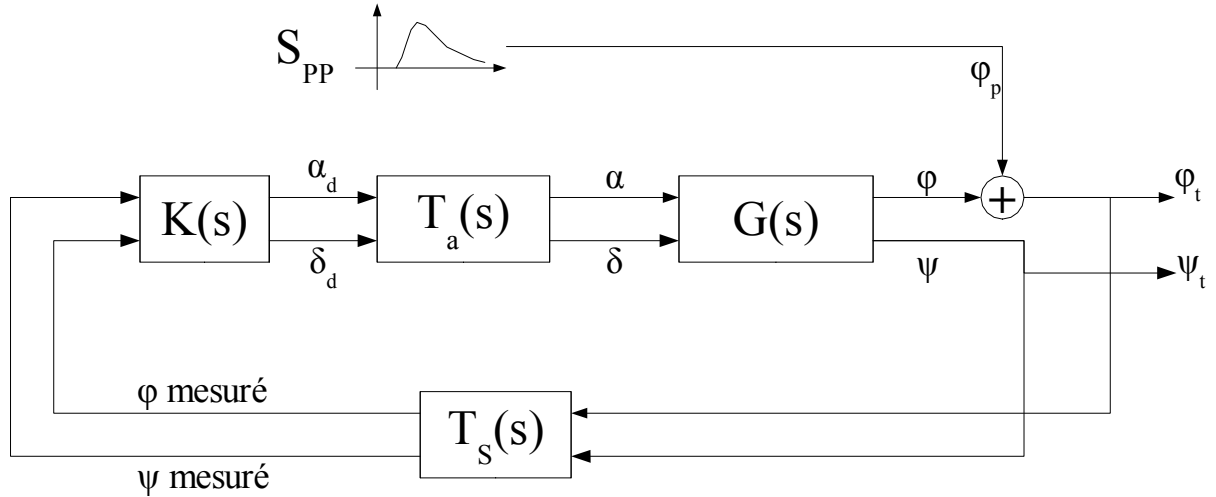 S_PP
φ_p
α_d
α
φ
φ_t
K(s)
T_a(s)
G(s)
+
δ_d
δ
ψ
ψ_t
φ mesuré
T_S(s)
ψ mesuré